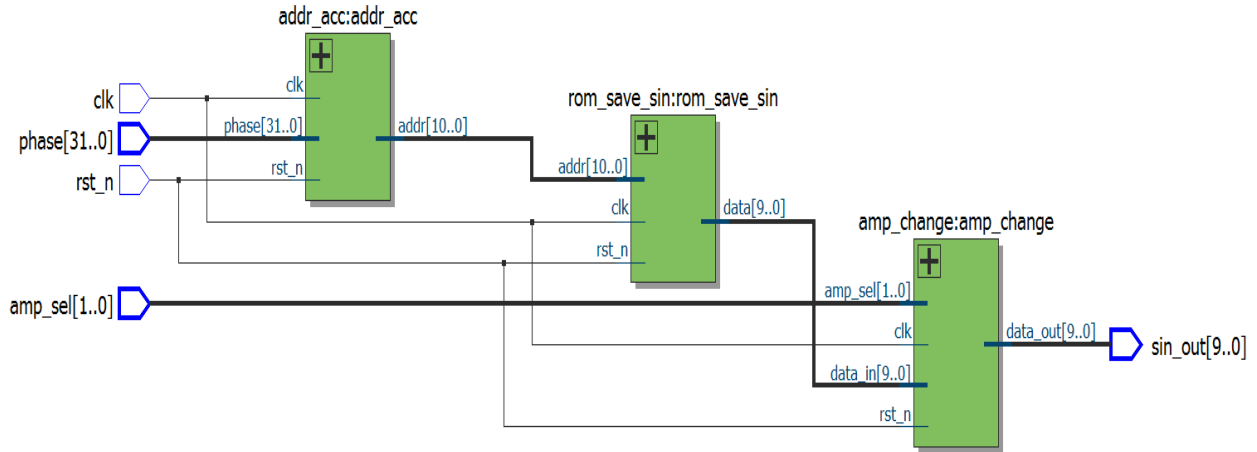 addr_acc:addr_acc
clk
phase[31..0]
rst_n
clk
phase[31..0]
rst_n
addr[10..0]
rom_save_sin:rom_save_sin
addr[10..0]
clk
rst_n
data[9..0]
amp_change:amp_change
amp_sel[1..0]
amp_sel[1..0]
clk
data_in[9..0]
rst_n
data_out[9..0]
sin_out[9..0]